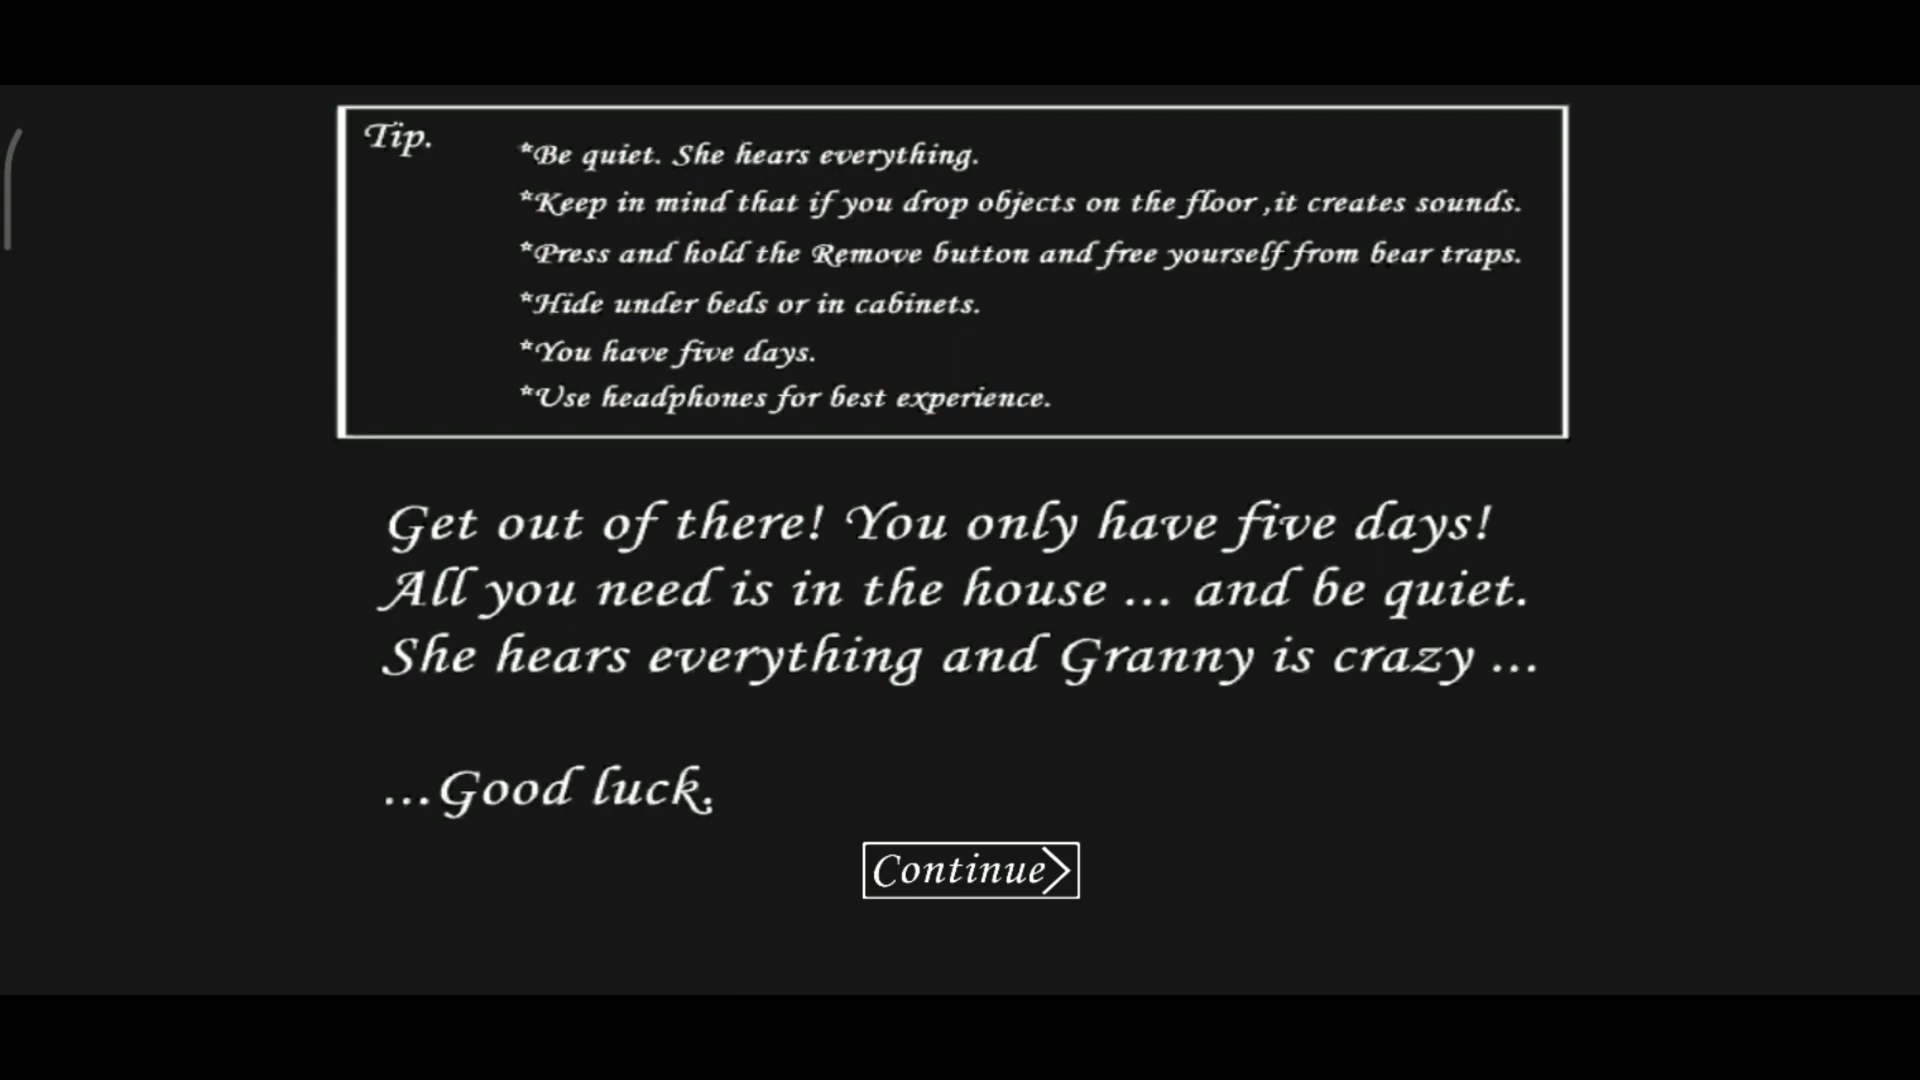 Tip.
*Be quiet. She hears everything.
*Keep in mind that if you drop objects on the floor ,it creates sounds.
*Press and hold the Remove button and free yourself from bear traps.
*Hide under beds or in cabinets.
*You have five days.
*Use headphones for best experience.
Get out of there! You only have five days!
All you need is in the house ... and be quiet.
She hears everything and Granny is crazy ...
...Good luck.
Continue